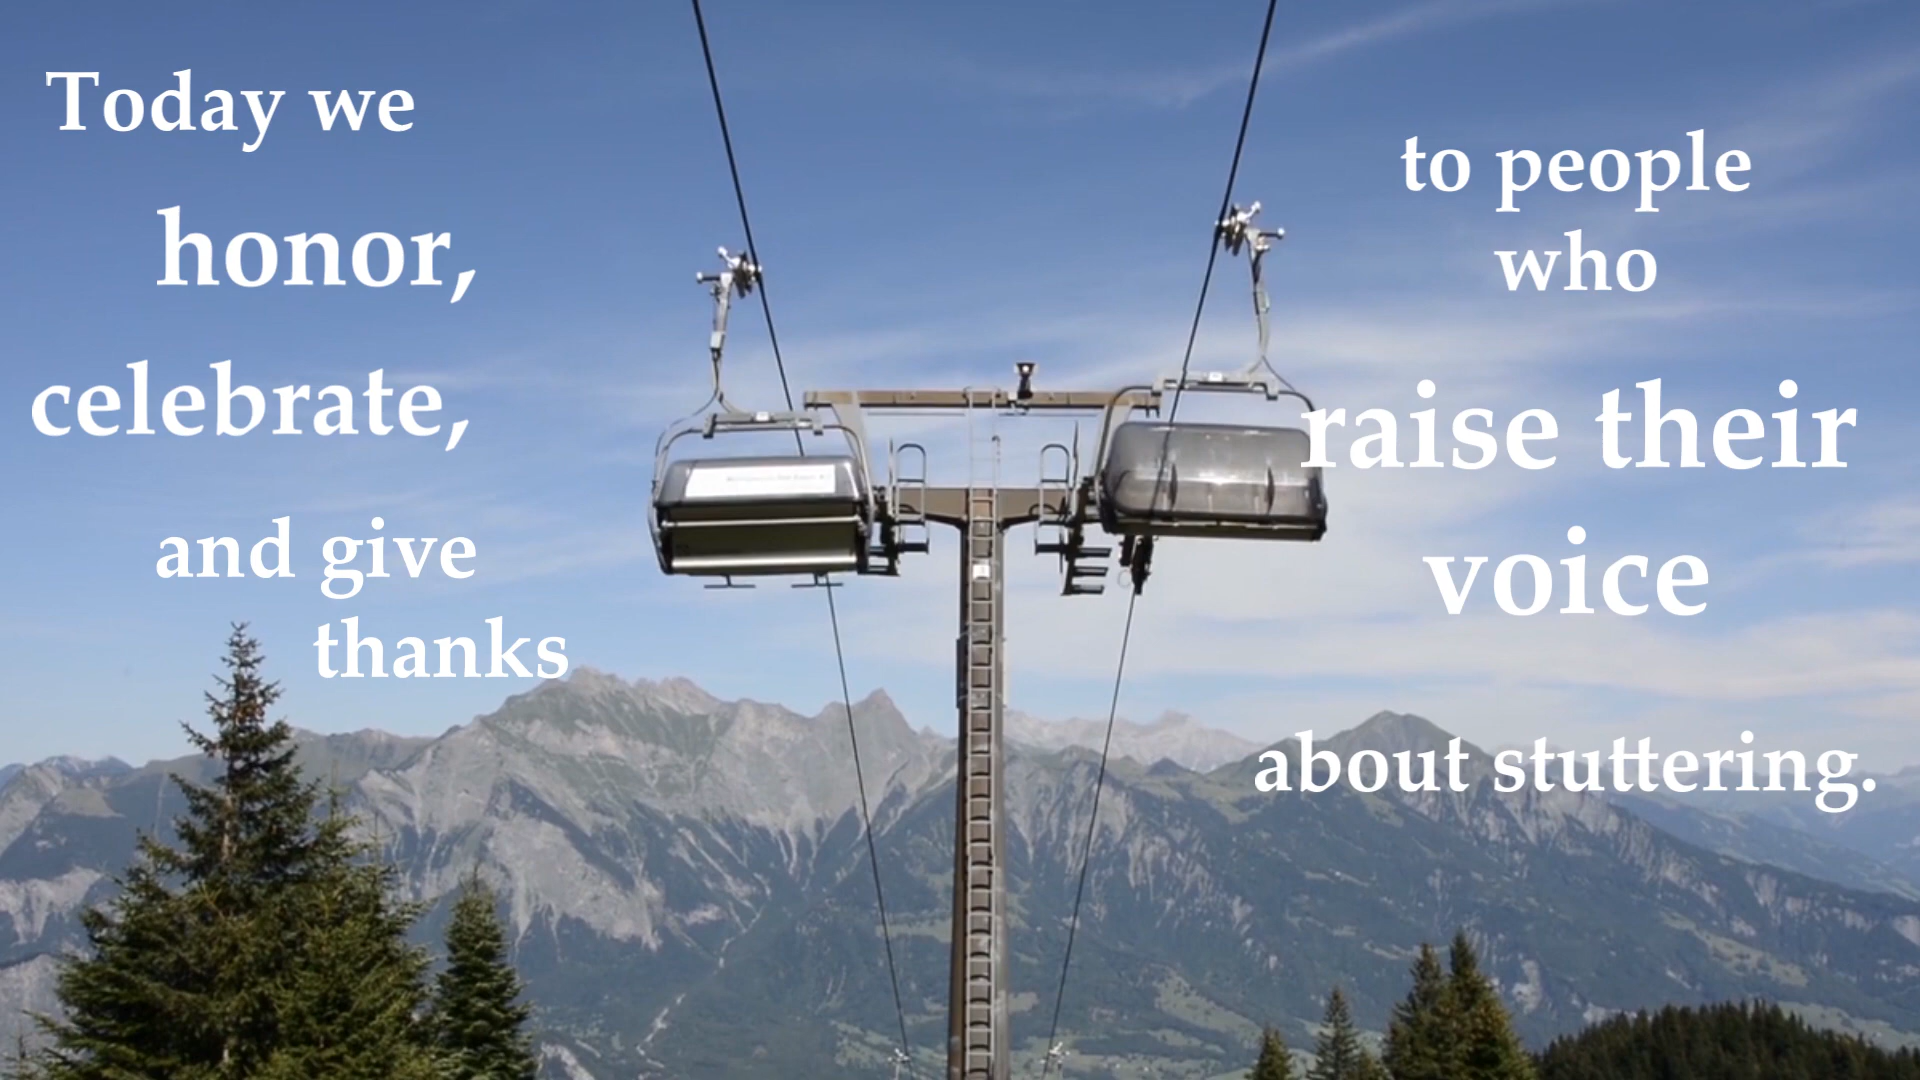 Today we
honor,
celebrate,
and give
thanks
to people
who
raise their
voice
about stuttering.